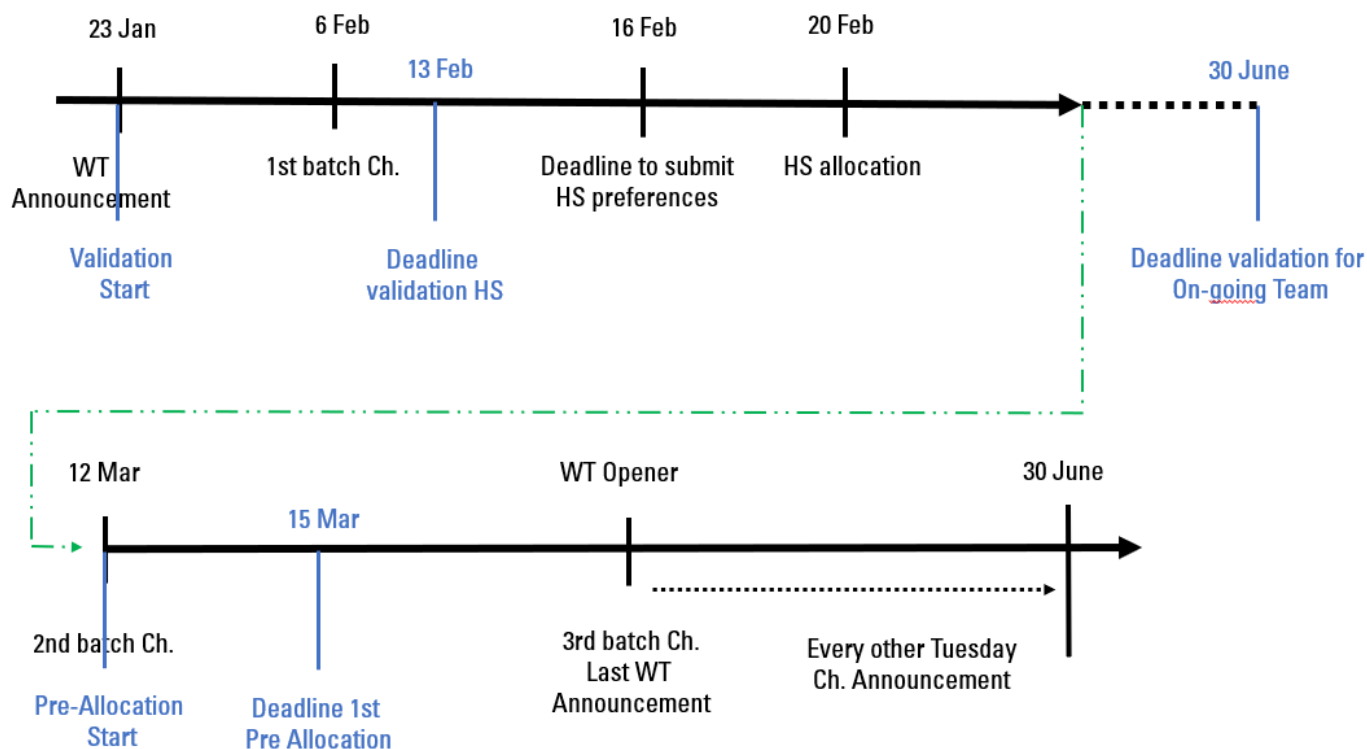 23 Jan
6 Feb
13 Feb
16 Feb
20 Feb
30 June
WT
Announcement
1st batch Ch.
Deadline to submit
HS preferences
HS allocation
Validation
Start
Deadline
validation HS
Deadline validation for
On-going Team
12 Mar
15 Mar
WT Opener
30 June
2nd batch Ch.
3rd batch Ch.
Last WT
Announcement
Every other Tuesday
Ch. Announcement
Pre-Allocation
Start
Deadline 1st
Pre Allocation